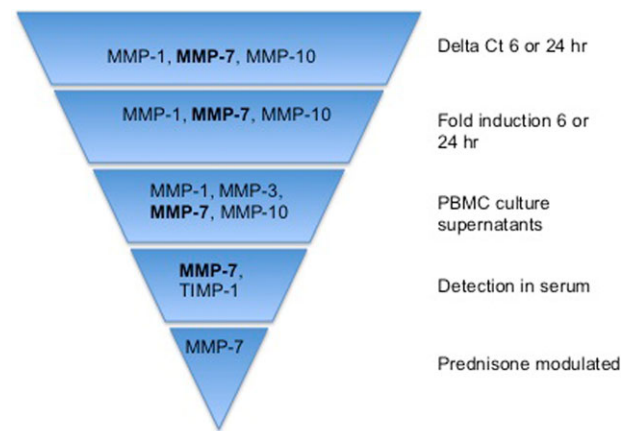 MMP-1, MMP-7, MMP-10
Delta Ct 6 or 24 hr
MMP-1, MMP-7, MMP-10
Fold induction 6 or
24 hr
MMP-1, MMP-3,
MMP-7, MMP-10
PBMC culture
supernatants
MMP-7,
TIMP-1
Detection in serum
MMP-7
Prednisone modulated